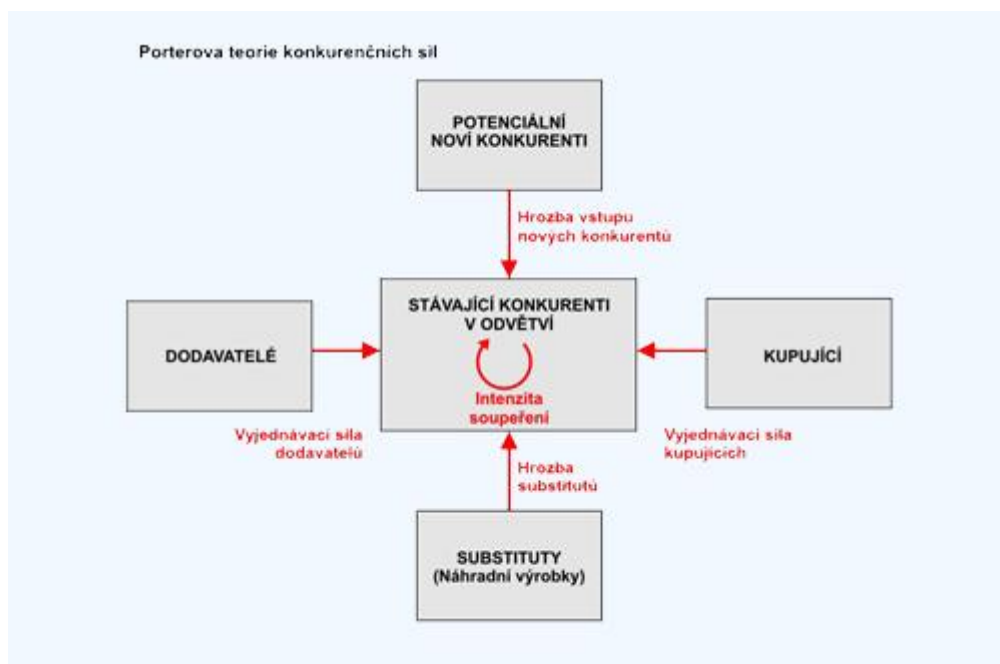 Porterova teorie konkurenčních sil
POTENCIÁLNÍ
NOVÍ KONKURENTI
Hrozba vstupu
nových konkurentů
STÁVAJÍCÍ KONKURENTI
V ODVĚTVÍ
Intenzita
soupeření
DODAVATELÉ
KUPUJÍCÍ
Vyjednávací síla
dodavatelů
Vyjednávací síla
kupujících
Hrozba
substitutů
SUBSTITUTY
(Náhradní výrobky)